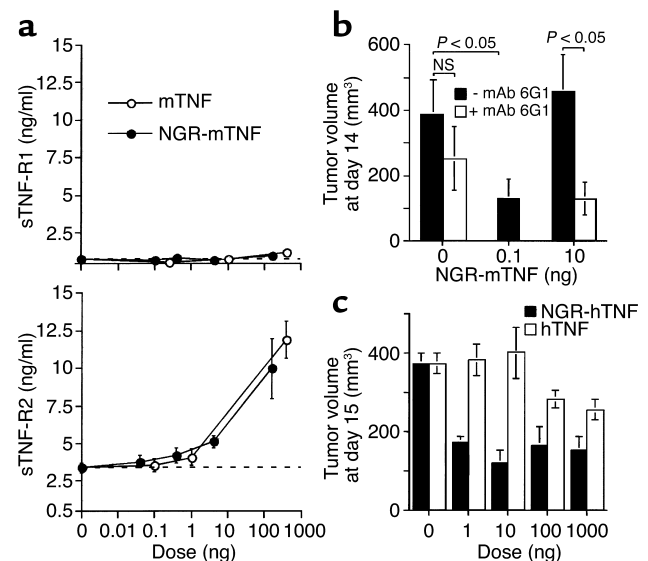 a
15
12.5
10
7.5
5
2.5
sTNF-R1 (ng/ml)
mTNF
NGR-mTNF
15
12.5
10
7.5
5
2.5
0.5
sTNF-R2 (ng/ml)
0 0.01 0.1 1 10 100 1000
Dose (ng)
b
600
400
200
0
Tumor volume
at day 14 (mm³)
P < 0.05
NS
P < 0.05
- mAb 6G1
+ mAb 6G1
0 0.1 10
NGR-mTNF (ng)
c
NGR-hTNF
hTNF
400
200
0
Tumor volume
at day 15 (mm³)
0 1 10 100 1000
Dose (ng)